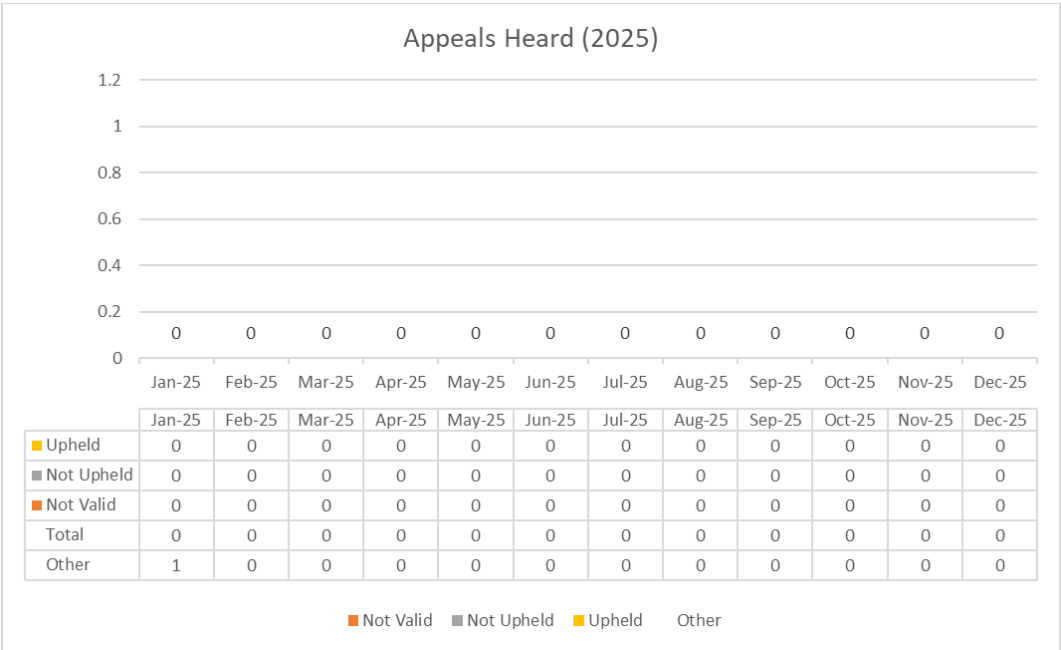 Appeals Heard (2025)
1.2
1
0.8
0.6
0.4
0.2
0 0 0 0 0 0 0 0 0 0 0 0
0
Jan-25 Feb-25 Mar-25 Apr-25 May-25 Jun-25 Jul-25 Aug-25 Sep-25 Oct-25 Nov-25 Dec-25
Jan-25 Feb-25 Mar-25 Apr-25 May-25 Jun-25 Jul-25 Aug-25 Sep-25 Oct-25 Nov-25 Dec-25
Upheld 0 0 0 0 0 0 0 0 0 0 0 0
Not Upheld 0 0 0 0 0 0 0 0 0 0 0 0
Not Valid 0 0 0 0 0 0 0 0 0 0 0 0
Total 0 0 0 0 0 0 0 0 0 0 0 0
Other 1 0 0 0 0 0 0 0 0 0 0 0
Not Valid Not Upheld Upheld Other